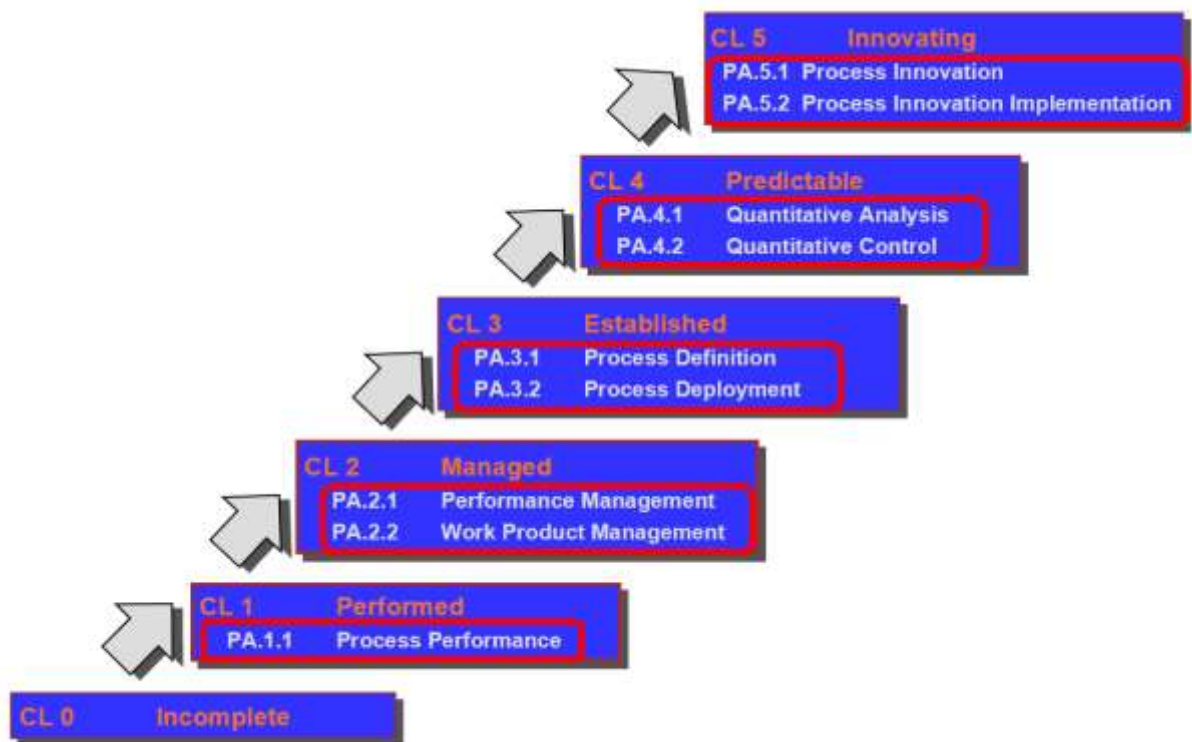 CL 5 Innovating
PA.5.1 Process Innovation
PA.5.2 Process Innovation Implementation
CL 4 Predictable
PA.4.1 Quantitative Analysis
PA.4.2 Quantitative Control
CL 3 Established
PA.3.1 Process Definition
PA.3.2 Process Deployment
CL 2 Managed
PA.2.1 Performance Management
PA.2.2 Work Product Management
CL 1 Performed
PA.1.1 Process Performance
CL 0 Incomplete